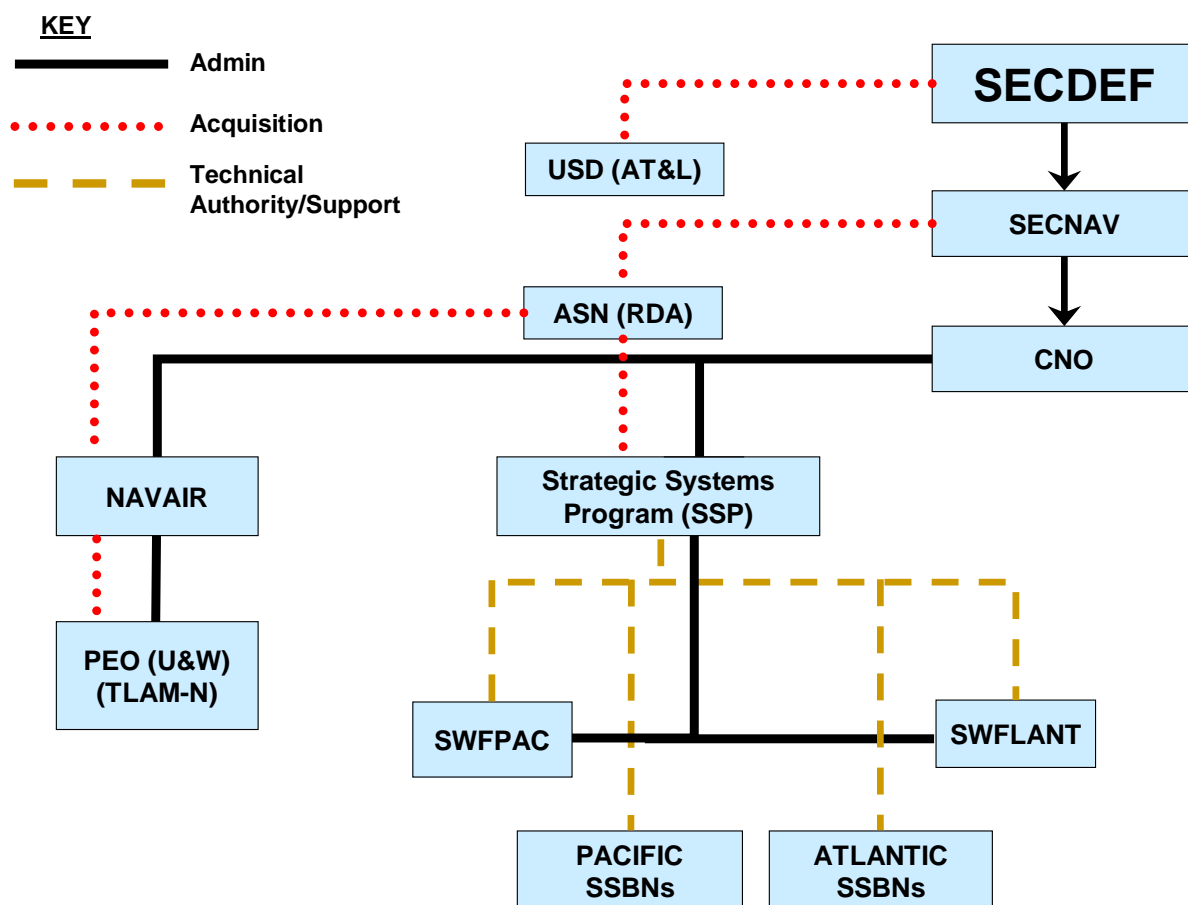 KEY
Admin
Acquisition
Technical
Authority/Support
SECDEF
USD (AT&L)
SECNAV
ASN (RDA)
CNO
NAVAIR
Strategic Systems
Program (SSP)
PEO (U&W)
(TLAM-N)
SWFPAC
SWFLANT
PACIFIC
SSBNs
ATLANTIC
SSBNs